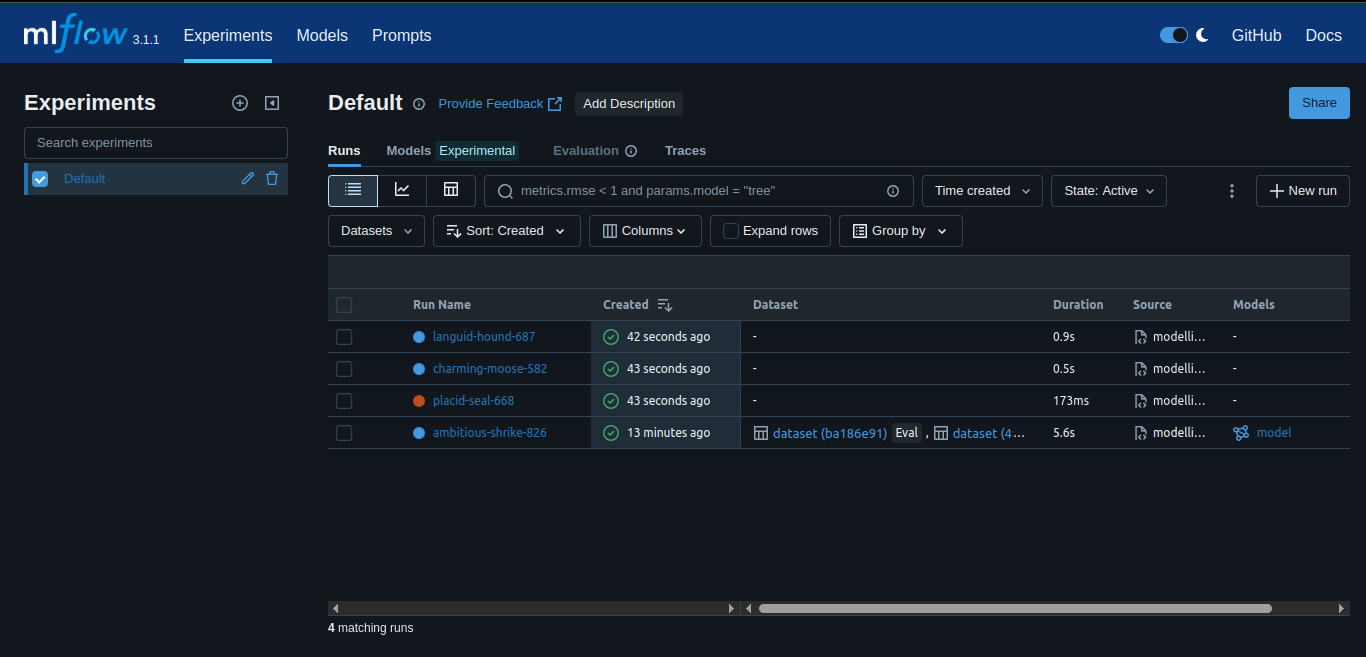 mlflow 3.1.1 Experiments Models Prompts GitHub Docs
Experiments
Default Provide Feedback Add Description Share
Search experiments
Default
Runs Models Experimental Evaluation Traces
metrics.rmse < 1 and params.model = "tree" Time created State: Active New run
Datasets Sort: Created Columns Expand rows Group by
Run Name Created Dataset Duration Source Models
languid-hound-687 42 seconds ago - 0.9s modelli... -
charming-moose-582 43 seconds ago - 0.5s modelli... -
placid-seal-668 43 seconds ago - 173ms modelli... -
ambitious-shrike-826 13 minutes ago dataset (ba186e91) Eval , dataset (4... 5.6s modelli... model
4 matching runs